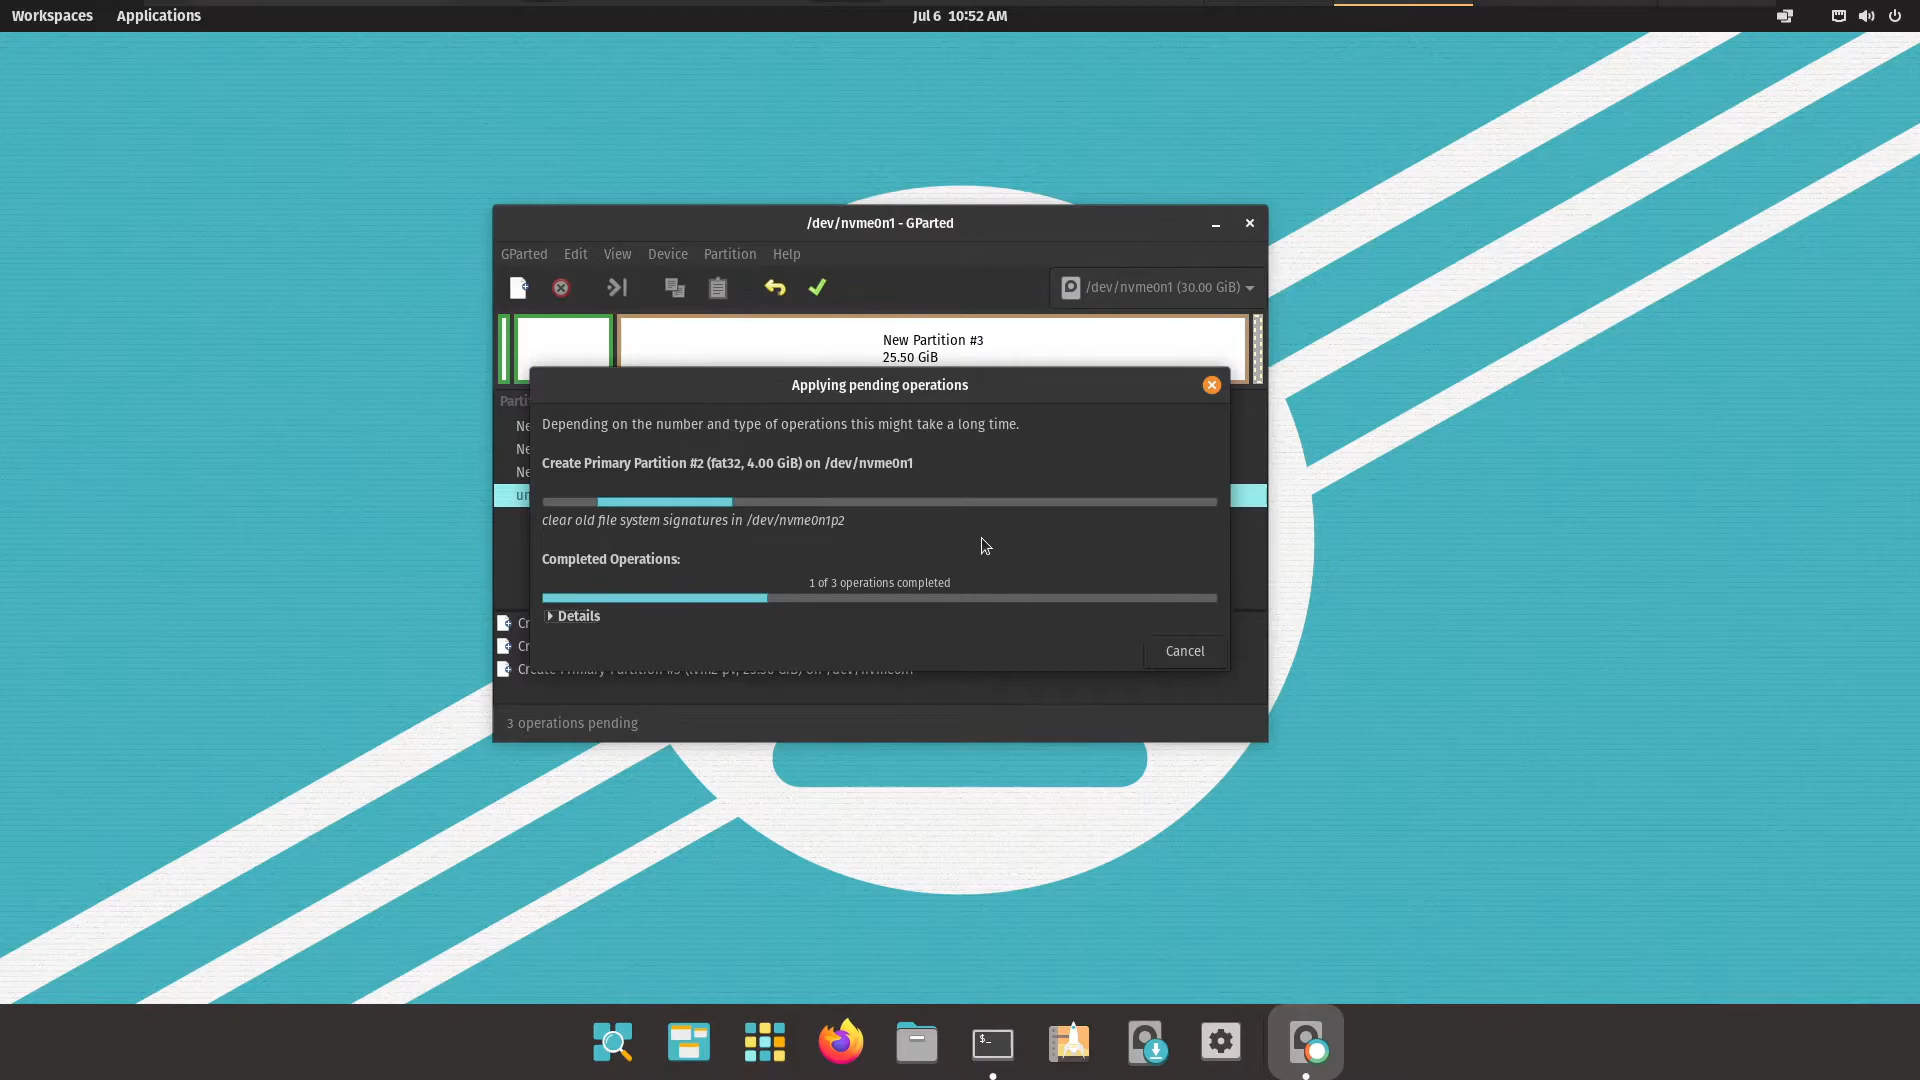 Workspaces Applications Jul 6 10:52 AM
/dev/nvme0n1 - GParted
GParted Edit View Device Partition Help
/dev/nvme0n1 (30.00 GiB)
New Partition #3
25.50 GiB
Applying pending operations
Depending on the number and type of operations this might take a long time.
Create Primary Partition #2 (fat32, 4.00 GiB) on /dev/nvme0n1
clear old file system signatures in /dev/nvme0n1p2
Completed Operations:
1 of 3 operations completed
Details
Cancel
3 operations pending